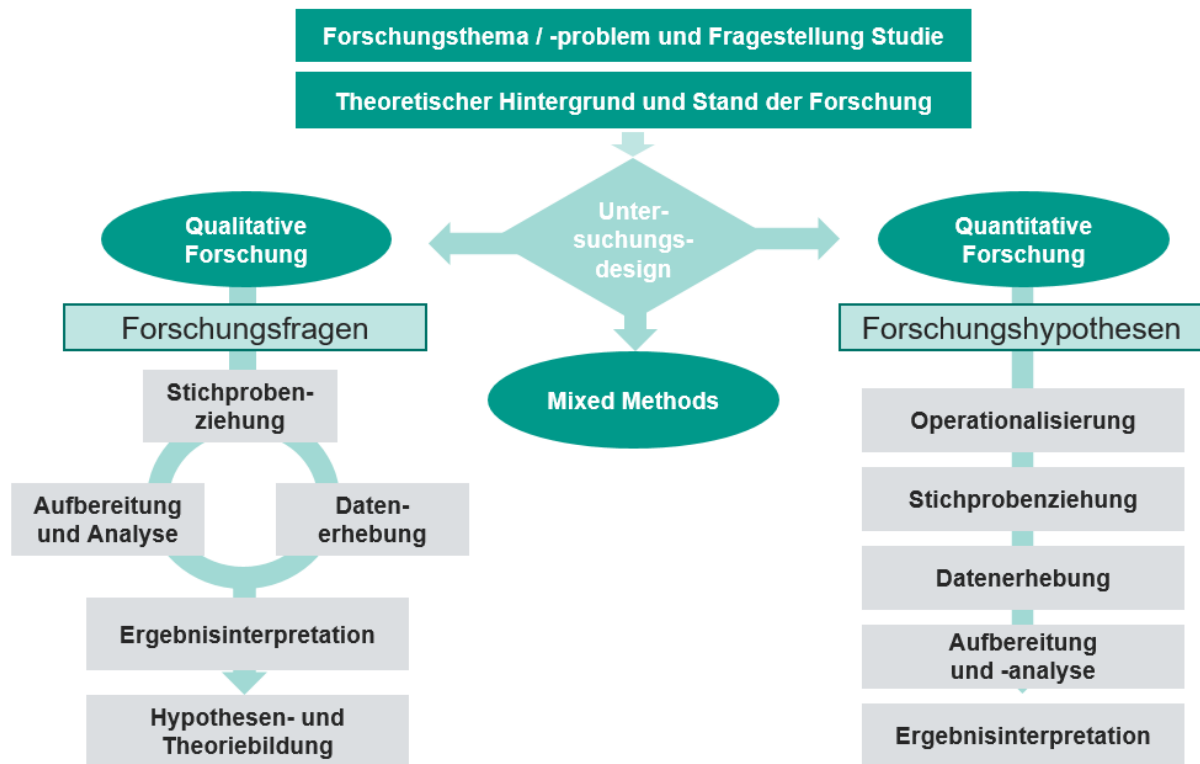 Forschungsthema / -problem und Fragestellung Studie
Theoretischer Hintergrund und Stand der Forschung
Unter-
suchungs-
design
Qualitative
Forschung
Forschungsfragen
Stichproben-
ziehung
Aufbereitung
und Analyse
Daten-
erhebung
Ergebnisinterpretation
Hypothesen- und
Theoriebildung
Mixed Methods
Quantitative
Forschung
Forschungshypothesen
Operationalisierung
Stichprobenziehung
Datenerhebung
Aufbereitung
und -analyse
Ergebnisinterpretation